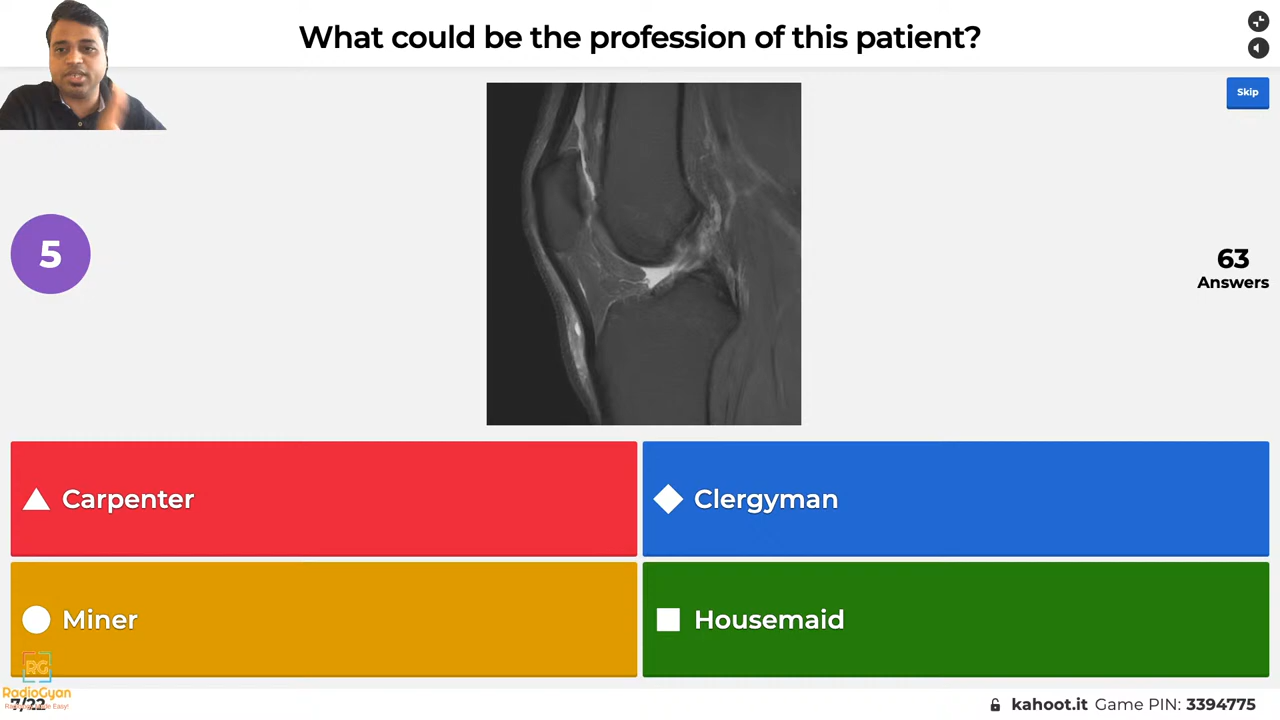 What could be the profession of this patient?
Skip
5
63
Answers
Carpenter
Clergyman
Miner
Housemaid
RG
RadioGyan
7/22
kahoot.it Game PIN: 3394775